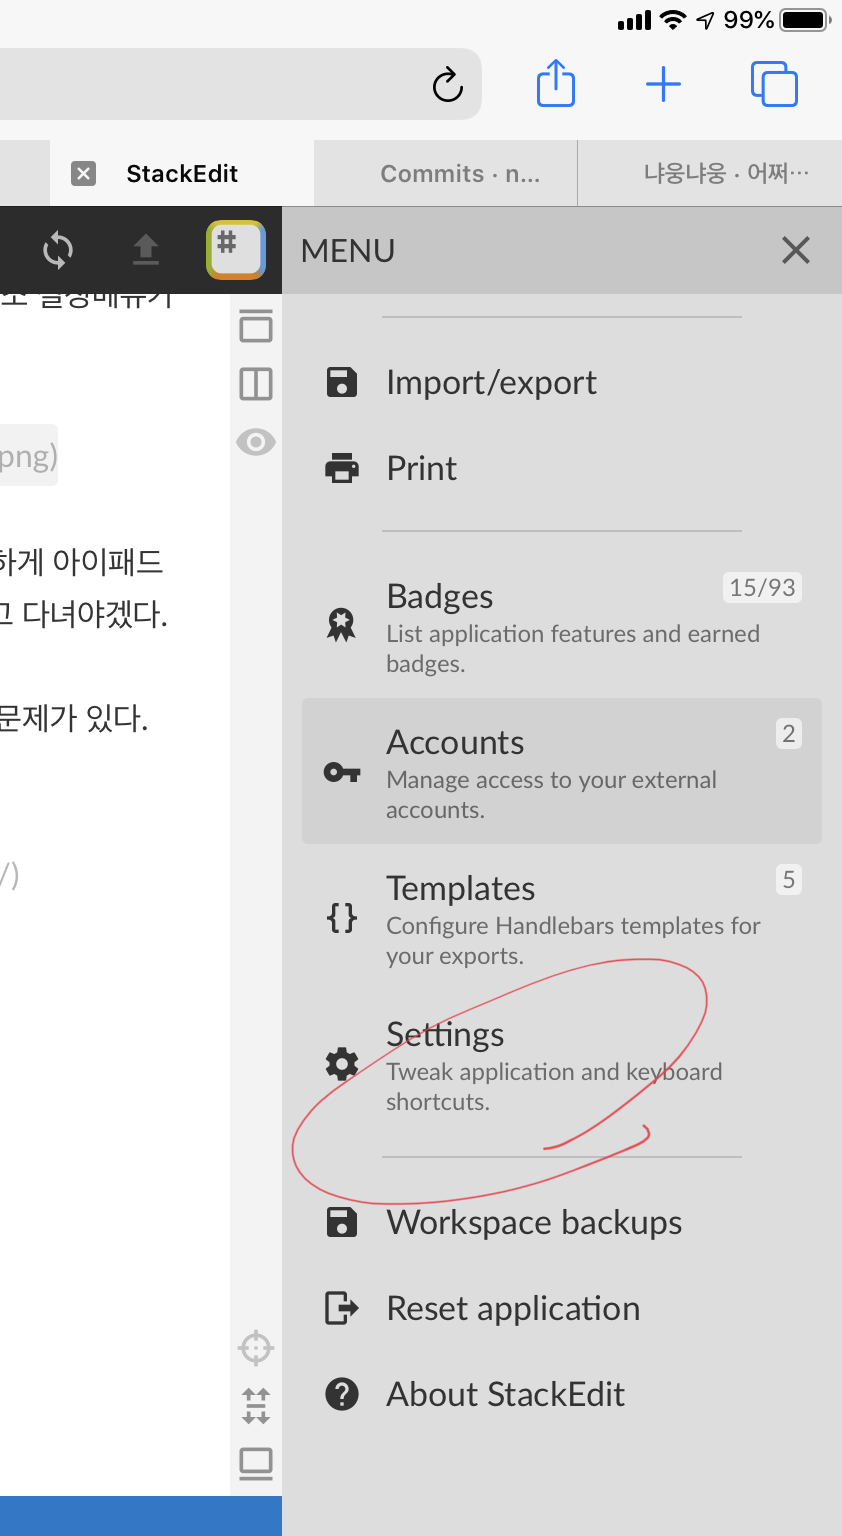 99%
StackEdit
Commits · n...
냐웅냐웅 · 어쩌...
MENU
png)
하게 아이패드
고 다녀야겠다.
문제가 있다.
/)
Import/export
Print
Badges
15/93
List application features and earned
badges.
Accounts
2
Manage access to your external
accounts.
Templates
5
Configure Handlebars templates for
your exports.
Settings
Tweak application and keyboard
shortcuts.
Workspace backups
Reset application
About StackEdit